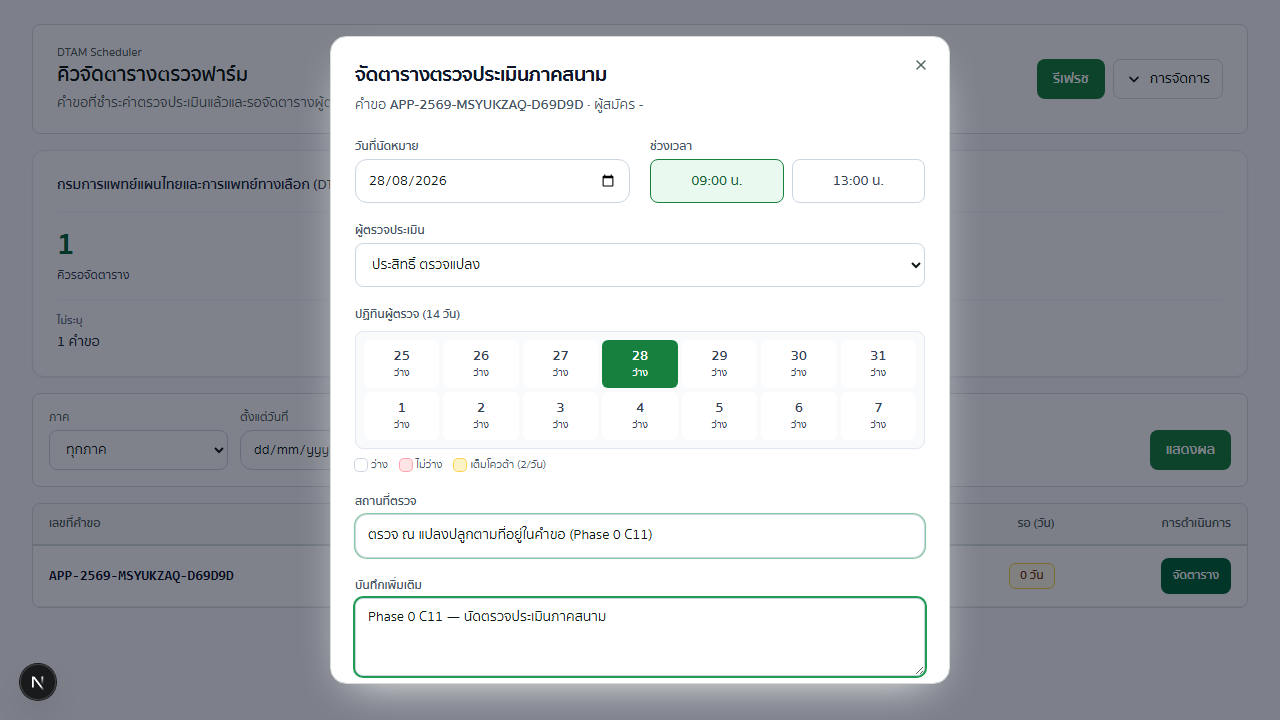 DTAM Scheduler
คิวจัดตารางตรวจฟาร์ม
คำขอที่ชำระค่าตรวจประเมินแล้วและรอจัดตารางผู้ต
รีเฟรช
การจัดการ
กรมการแพทย์แผนไทยและการแพทย์ทางเลือก (DT
1
คิวรอจัดตาราง
ไม่ระบุ
1 คำขอ
ภาค
ตั้งแต่วันที่
ทุกภาค
dd/mm/yyy
แสดงผล
เลขที่คำขอ
รอ (วัน)
การดำเนินการ
APP-2569-MSYUKZAQ-D69D9D
0 วัน
จัดตาราง
จัดตารางตรวจประเมินภาคสนาม
คำขอ APP-2569-MSYUKZAQ-D69D9D · ผู้สมัคร -
วันที่นัดหมาย
ช่วงเวลา
28/08/2026
09:00 น.
13:00 น.
ผู้ตรวจประเมิน
ประสิทธิ์ ตรวจแปลง
ปฏิทินผู้ตรวจ (14 วัน)
25 26 27 28 29 30 31
ว่าง ว่าง ว่าง ว่าง ว่าง ว่าง ว่าง
1 2 3 4 5 6 7
ว่าง ว่าง ว่าง ว่าง ว่าง ว่าง ว่าง
ว่าง ไม่ว่าง เต็มโควต้า (2/วัน)
สถานที่ตรวจ
ตรวจ ณ แปลงปลูกตามที่อยู่ในคำขอ (Phase 0 C11)
บันทึกเพิ่มเติม
Phase 0 C11 — นัดตรวจประเมินภาคสนาม
N